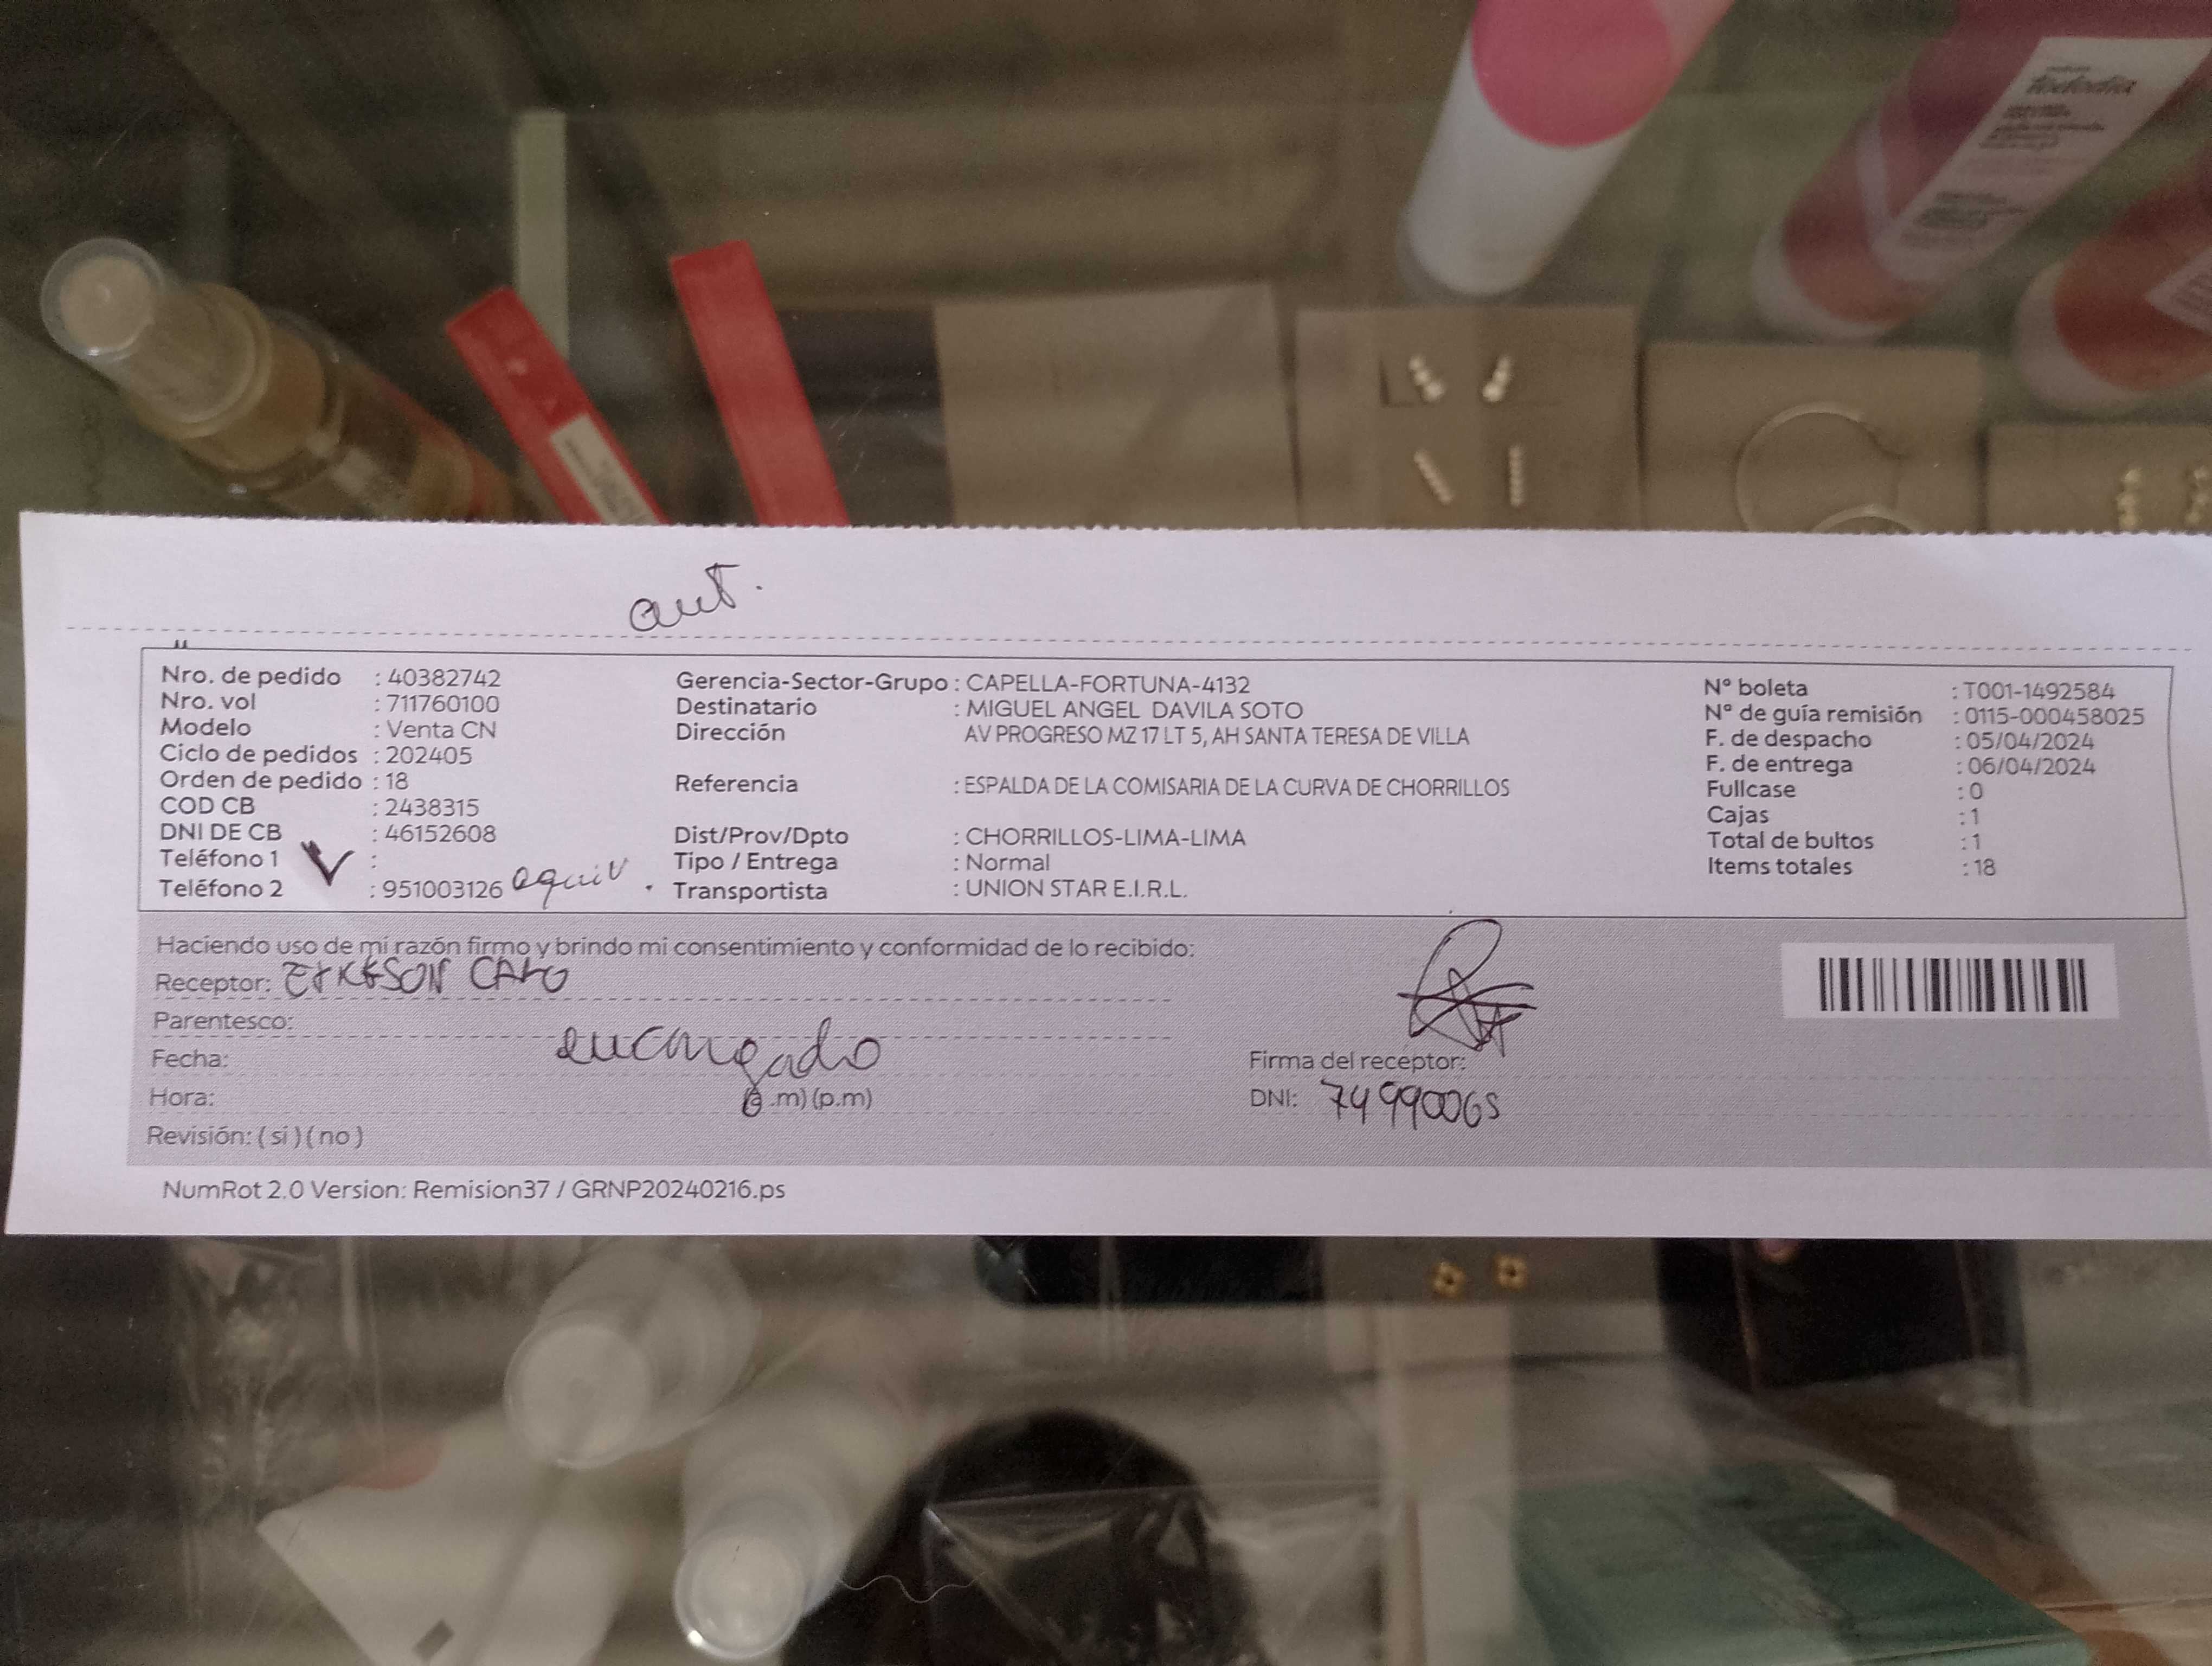 tododia
aut.
Nro. de pedido : 40382742
Nro. vol : 711760100
Modelo : Venta CN
Ciclo de pedidos : 202405
Orden de pedido : 18
COD CB : 2438315
DNI DE CB : 46152608
Teléfono 1 :
Teléfono 2 : 951003126 equiv.
Gerencia-Sector-Grupo : CAPELLA-FORTUNA-4132
Destinatario : MIGUEL ANGEL DAVILA SOTO
Dirección AV PROGRESO MZ 17 LT 5, AH SANTA TERESA DE VILLA
Referencia : ESPALDA DE LA COMISARIA DE LA CURVA DE CHORRILLOS
Dist/Prov/Dpto : CHORRILLOS-LIMA-LIMA
Tipo / Entrega : Normal
Transportista : UNION STAR E.I.R.L.
N° boleta : T001-1492584
N° de guía remisión : 0115-000458025
F. de despacho : 05/04/2024
F. de entrega : 06/04/2024
Fullcase : 0
Cajas : 1
Total de bultos : 1
Items totales : 18
Haciendo uso de mi razón firmo y brindo mi consentimiento y conformidad de lo recibido:
Receptor:
Parentesco:
encargado
Fecha:
Hora: (a.m) (p.m)
Revisión: ( si ) ( no )
Firma del receptor:
DNI: 74990065
NumRot 2.0 Version: Remision37 / GRNP20240216.ps